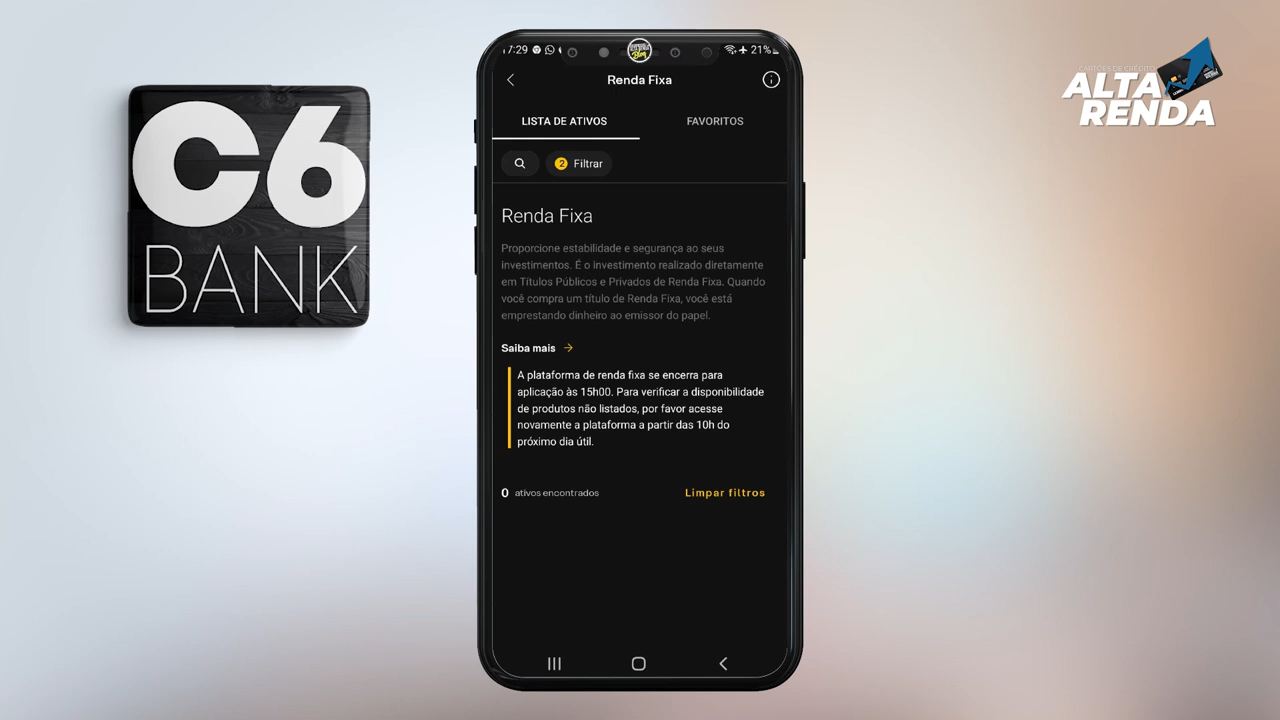 C6
BANK
CARTÕES DE CRÉDITO
ALTA
RENDA
7:29
21%
Renda Fixa
LISTA DE ATIVOS
FAVORITOS
2 Filtrar
Renda Fixa
Proporcione estabilidade e segurança ao seus
investimentos. É o investimento realizado diretamente
em Títulos Públicos e Privados de Renda Fixa. Quando
você compra um título de Renda Fixa, você está
emprestando dinheiro ao emissor do papel.
Saiba mais
A plataforma de renda fixa se encerra para
aplicação às 15h00. Para verificar a disponibilidade
de produtos não listados, por favor acesse
novamente a plataforma a partir das 10h do
próximo dia útil.
0 ativos encontrados
Limpar filtros